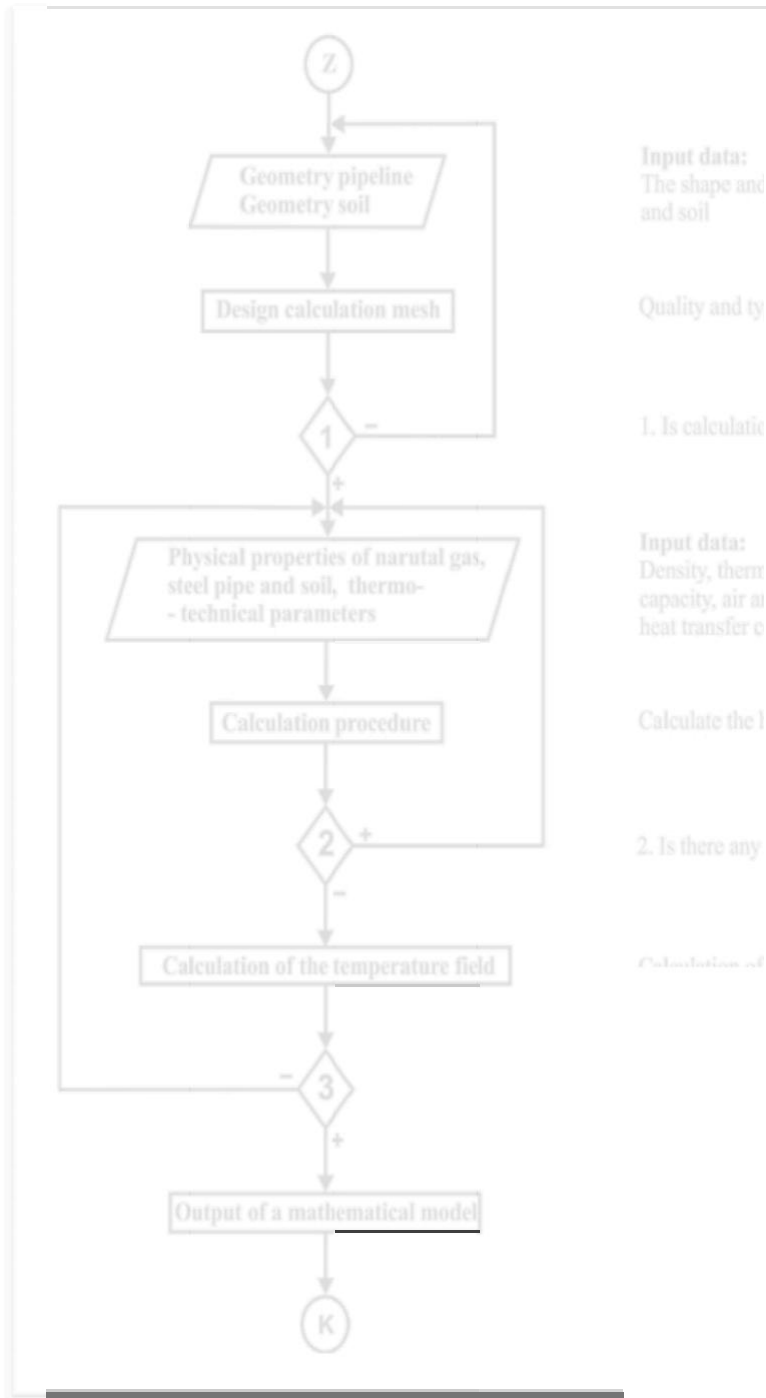 Z
Geometry pipeline
Geometry soil
Design calculation mesh
1
–
+
Physical properties of narutal gas,
steel pipe and soil, thermo-
- technical parameters
Calculation procedure
2
+
–
Calculation of the temperature field
–
3
+
Output of a mathematical model
K
Input data:
The shape and
and soil
Quality and ty
1. Is calculatio
Input data:
Density, therm
capacity, air a
heat transfer c
Calculate the
2. Is there any
Calculation of